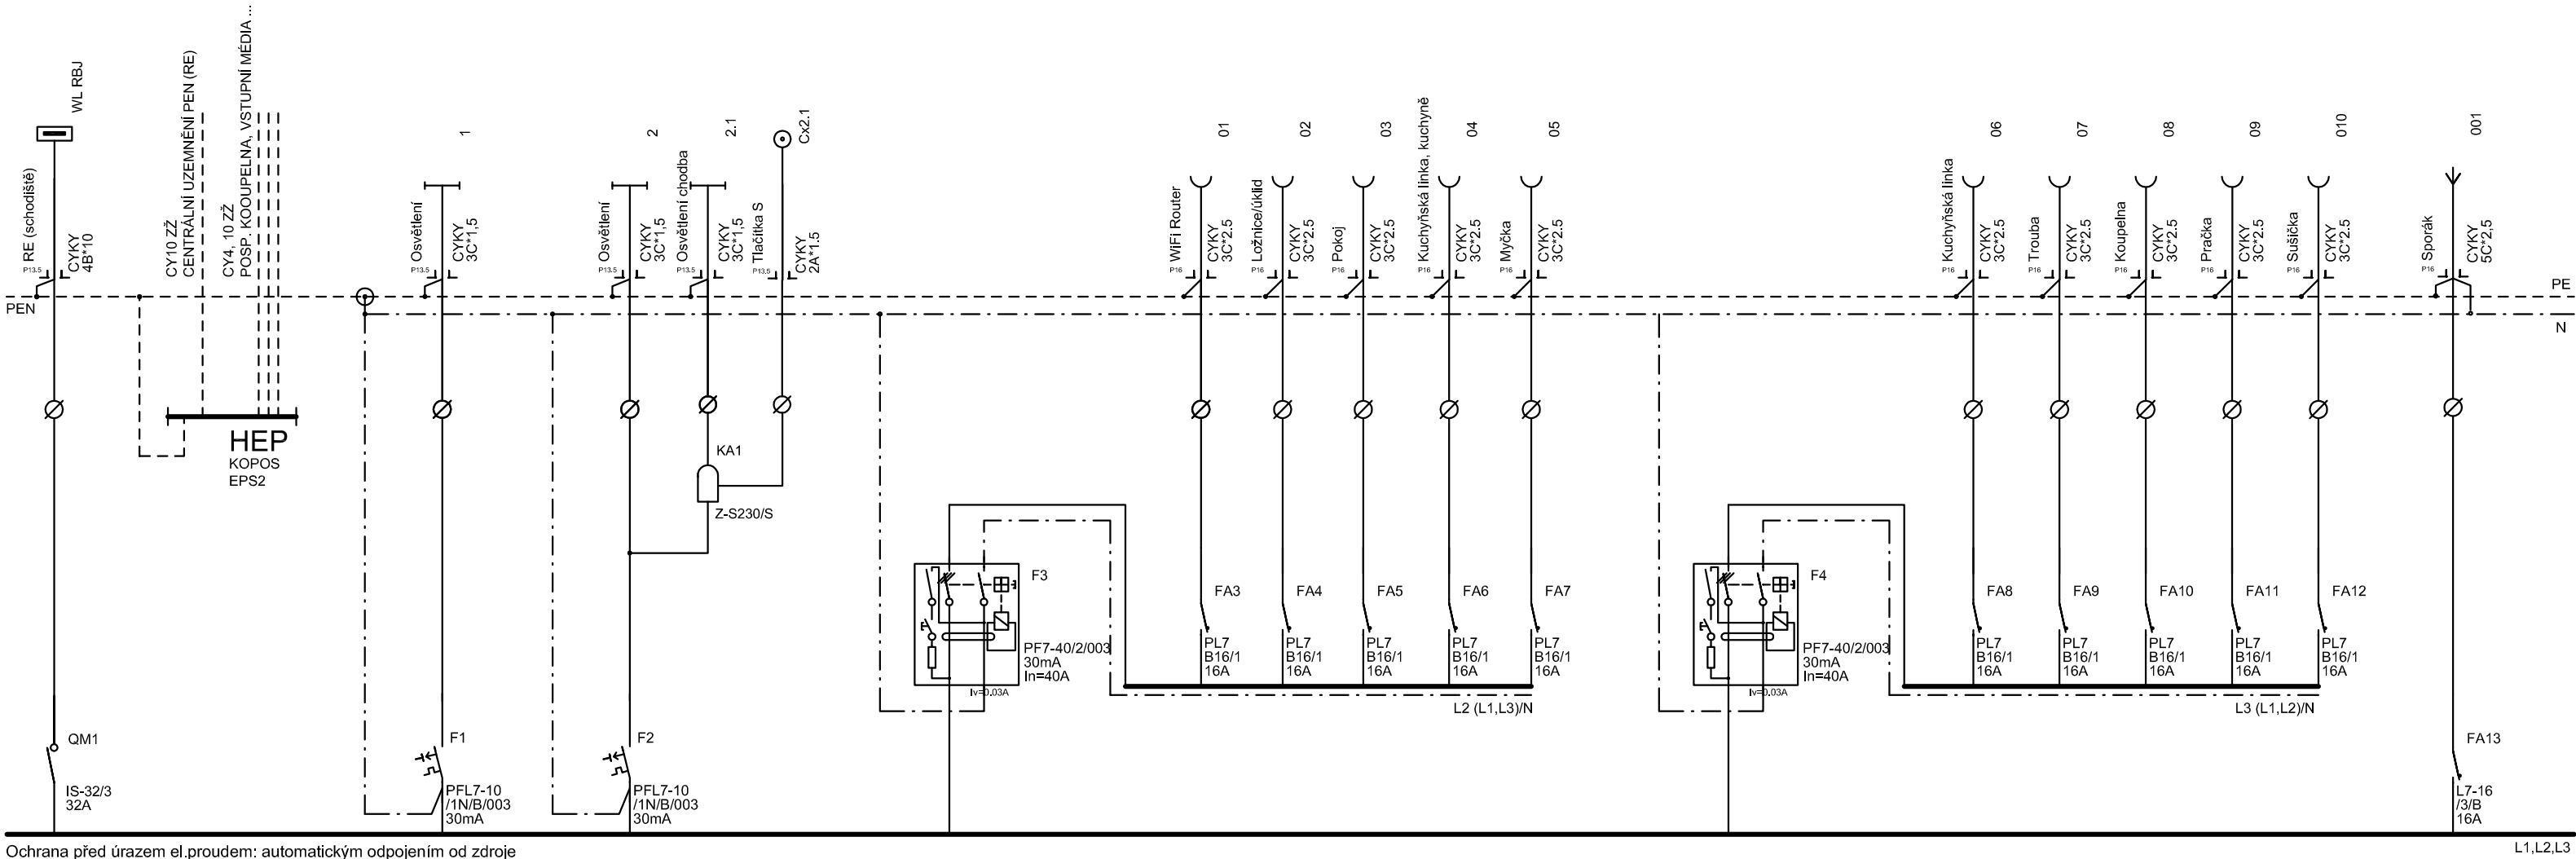 WL RBJ
RE (schodiště)
P13.5
CYKY
4B*10
PEN
CY10 ZŽ
CENTRÁLNÍ UZEMNĚNÍ PEN (RE)
CY4, 10 ZŽ
POSP. KOOUPELNA, VSTUPNÍ MÉDIA ...
HEP
KOPOS
EPS2
QM1
IS-32/3
32A
1
Osvětlení
P13.5
CYKY
3C*1,5
F1
PFL7-10
/1N/B/003
30mA
2
Osvětlení
P13.5
CYKY
3C*1,5
F2
PFL7-10
/1N/B/003
30mA
2.1
Osvětlení chodba
P13.5
CYKY
3C*1,5
KA1
Z-S230/S
Cx2.1
Tlačítka S
P13,5
CYKY
2A*1.5
F3
PF7-40/2/003
30mA
In=40A
Iv=0.03A
01
WiFi Router
P16
CYKY
3C*2.5
FA3
PL7
B16/1
16A
02
Ložnice/úklid
P16
CYKY
3C*2.5
FA4
PL7
B16/1
16A
03
Pokoj
P16
CYKY
3C*2.5
FA5
PL7
B16/1
16A
04
Kuchyňská linka, kuchyně
P16
CYKY
3C*2.5
FA6
PL7
B16/1
16A
05
Myčka
P16
CYKY
3C*2.5
FA7
PL7
B16/1
16A
L2 (L1,L3)/N
F4
PF7-40/2/003
30mA
In=40A
Iv=0.03A
06
Kuchyňská linka
P16
CYKY
3C*2.5
FA8
PL7
B16/1
16A
07
Trouba
P16
CYKY
3C*2.5
FA9
PL7
B16/1
16A
08
Koupelna
P16
CYKY
3C*2.5
FA10
PL7
B16/1
16A
09
Pračka
P16
CYKY
3C*2.5
FA11
PL7
B16/1
16A
010
Sušička
P16
CYKY
3C*2.5
FA12
PL7
B16/1
16A
L3 (L1,L2)/N
001
Sporák
P16
CYKY
5C*2,5
PE
N
FA13
L7-16
/3/B
16A
Ochrana před úrazem el.proudem: automatickým odpojením od zdroje
L1,L2,L3